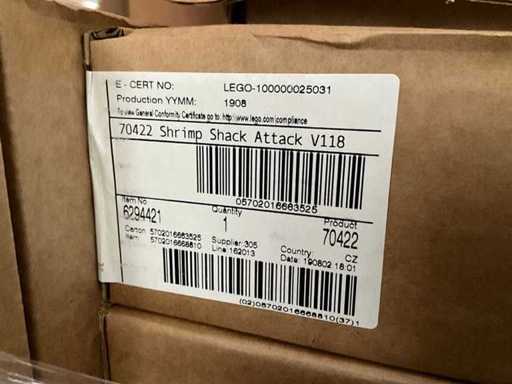 E - CERT NO: LEGO-100000025031
Production YYMM: 1908
To view General Conformity Certificate go to: http://www.lego.com/compliance
70422 Shrimp Shack Attack V118
05702016663525
Item No Quantity Product
6294421 1 70422
Carton: 5702016663525 Supplier: 305 Country: CZ
Item: 5702016668810 Line: 162013 Date: 190802 18:01
(02)05702016668810(37)1